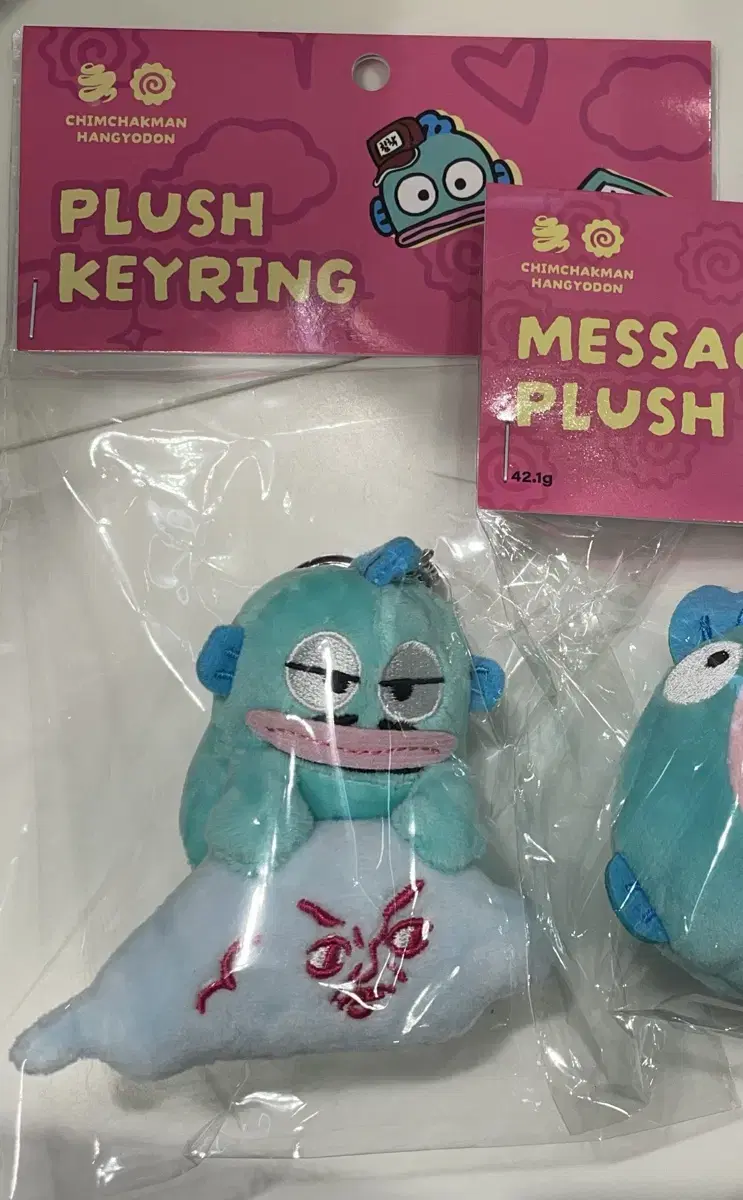 CHIMCHAKMAN
HANGYODON
PLUSH
KEYRING
CHIMCHAKMAN
HANGYODON
MESSA
PLUSH
42.1g